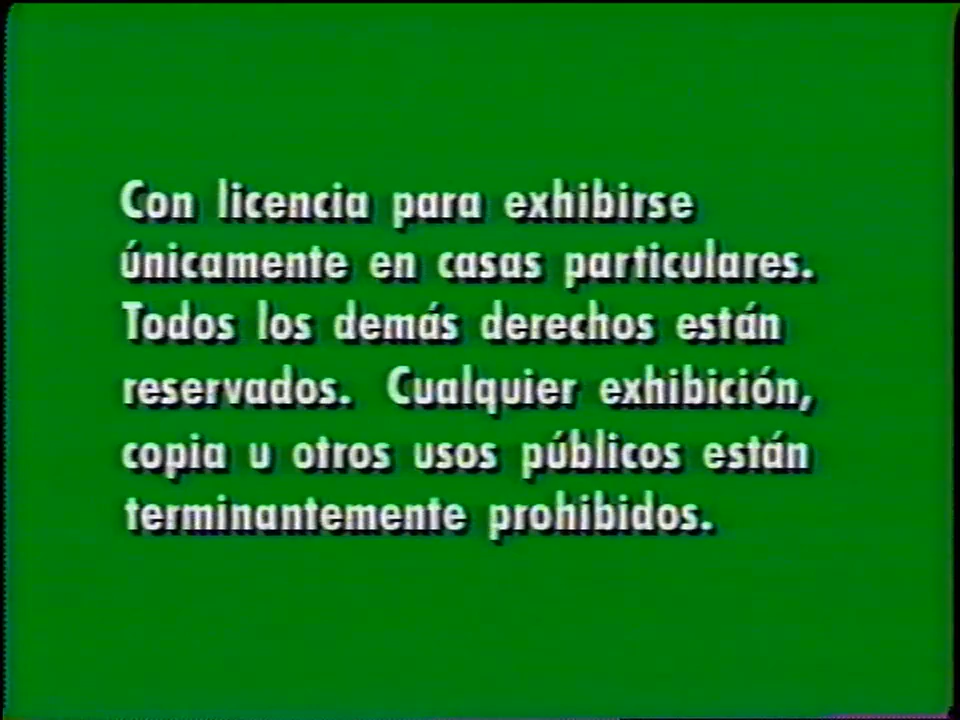 Con licencia para exhibirse
únicamente en casas particulares.
Todos los demás derechos están
reservados. Cualquier exhibición,
copia u otros usos públicos están
terminantemente prohibidos.